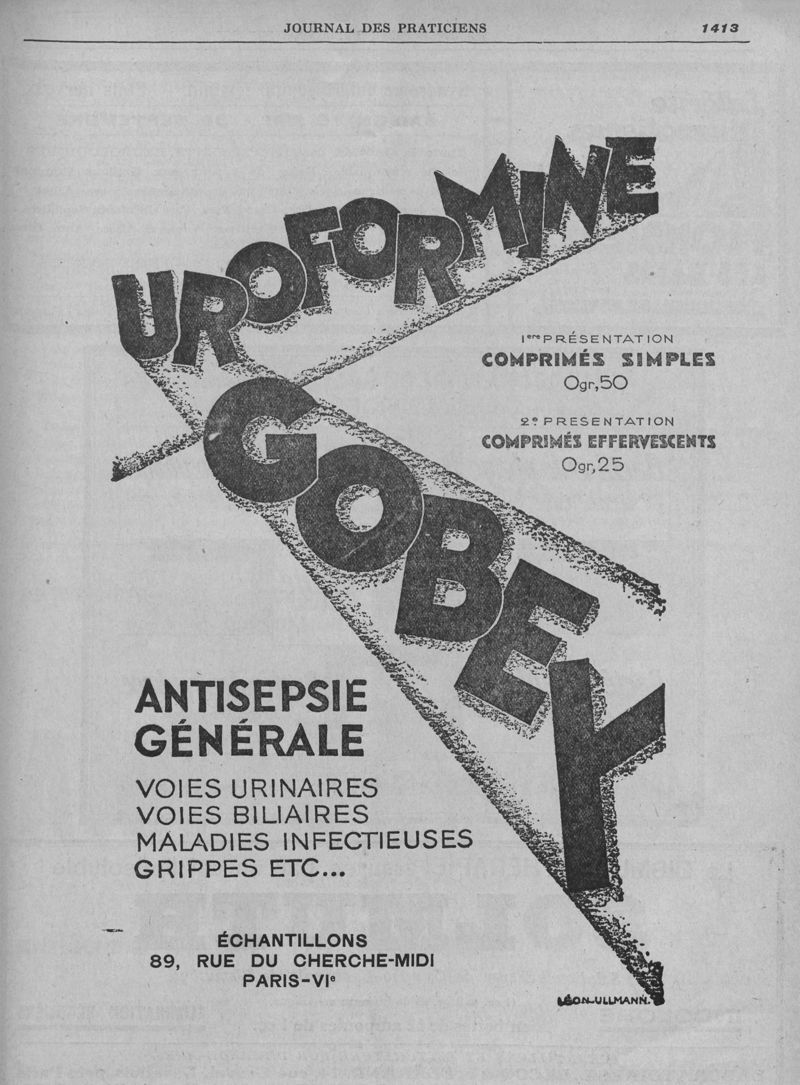 JOURNAL DES PRATICIENS 1413
UROFORMINE
GOBEY
1ere PRÉSENTATION
COMPRIMÉS SIMPLES
0gr,50
2e PRESENTATION
COMPRIMÉS EFFERVESCENTS
0gr,25
ANTISEPSIE
GÉNÉRALE
VOIES URINAIRES
VOIES BILIAIRES
MALADIES INFECTIEUSES
GRIPPES ETC...
ÉCHANTILLONS
89, RUE DU CHERCHE-MIDI
PARIS-VIe
LÉON-ULLMANN.